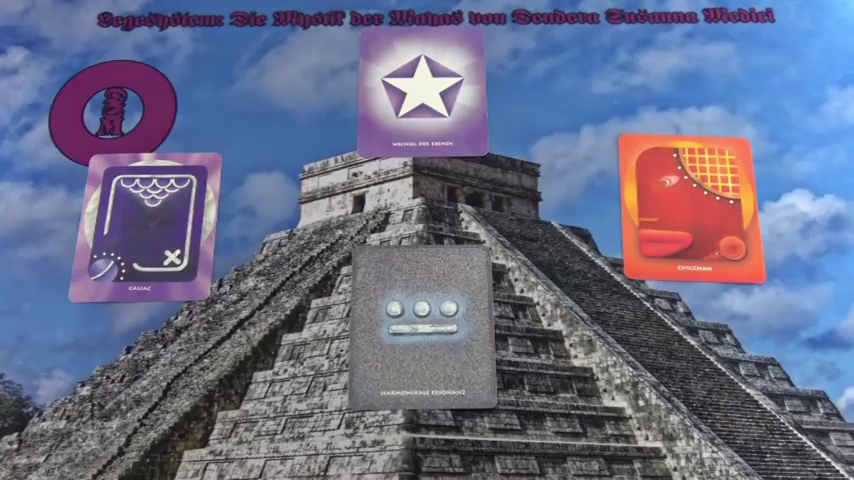 Legesystem: Die Mystik der Mayas von Dendera Susanna Medici
WECHSEL DER EBENEN
CAUAC
CHICCHAN
HARMONIKALE RESONANZ